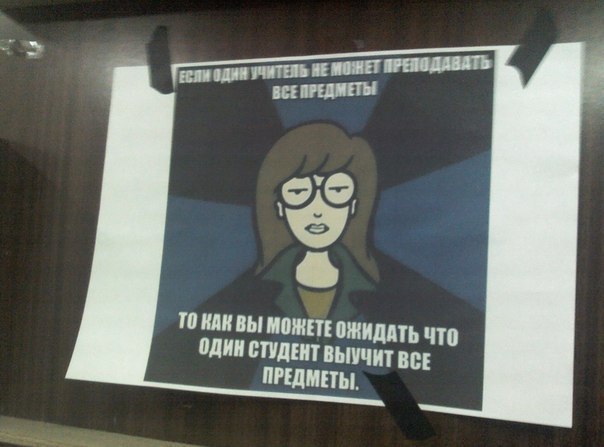 ЕСЛИ ОДИН УЧИТЕЛЬ НЕ МОЖЕТ ПРЕПОДАВАТЬ
ВСЕ ПРЕДМЕТЫ
ТО КАК ВЫ МОЖЕТЕ ОЖИДАТЬ ЧТО
ОДИН СТУДЕНТ ВЫУЧИТ ВСЕ
ПРЕДМЕТЫ.